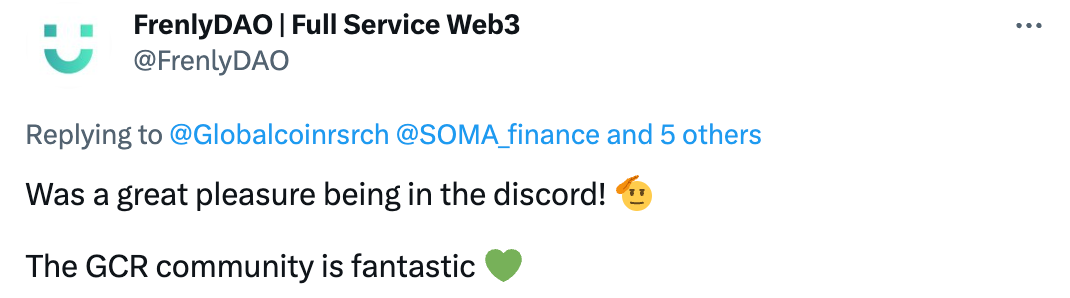 FrenlyDAO | Full Service Web3
@FrenlyDAO
Replying to @Globalcoinrsrch @SOMA_finance and 5 others
Was a great pleasure being in the discord! 🫡
The GCR community is fantastic 💚